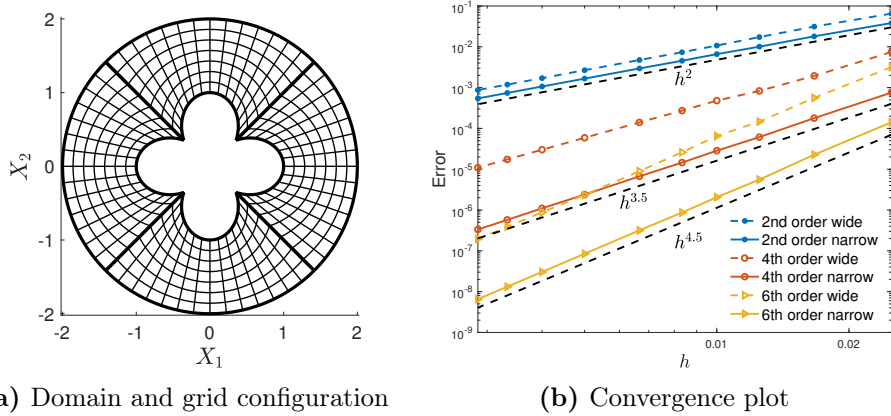 2
1
0
-1
-2
X_2
-2
-1
0
1
2
X_1
10^{-1}
10^{-2}
10^{-3}
10^{-4}
10^{-5}
10^{-6}
10^{-7}
10^{-8}
10^{-9}
Error
h^2
h^{3.5}
h^{4.5}
2nd order wide
2nd order narrow
4th order wide
4th order narrow
6th order wide
6th order narrow
0.01
0.02
h
a) Domain and grid configuration
(b) Convergence plot